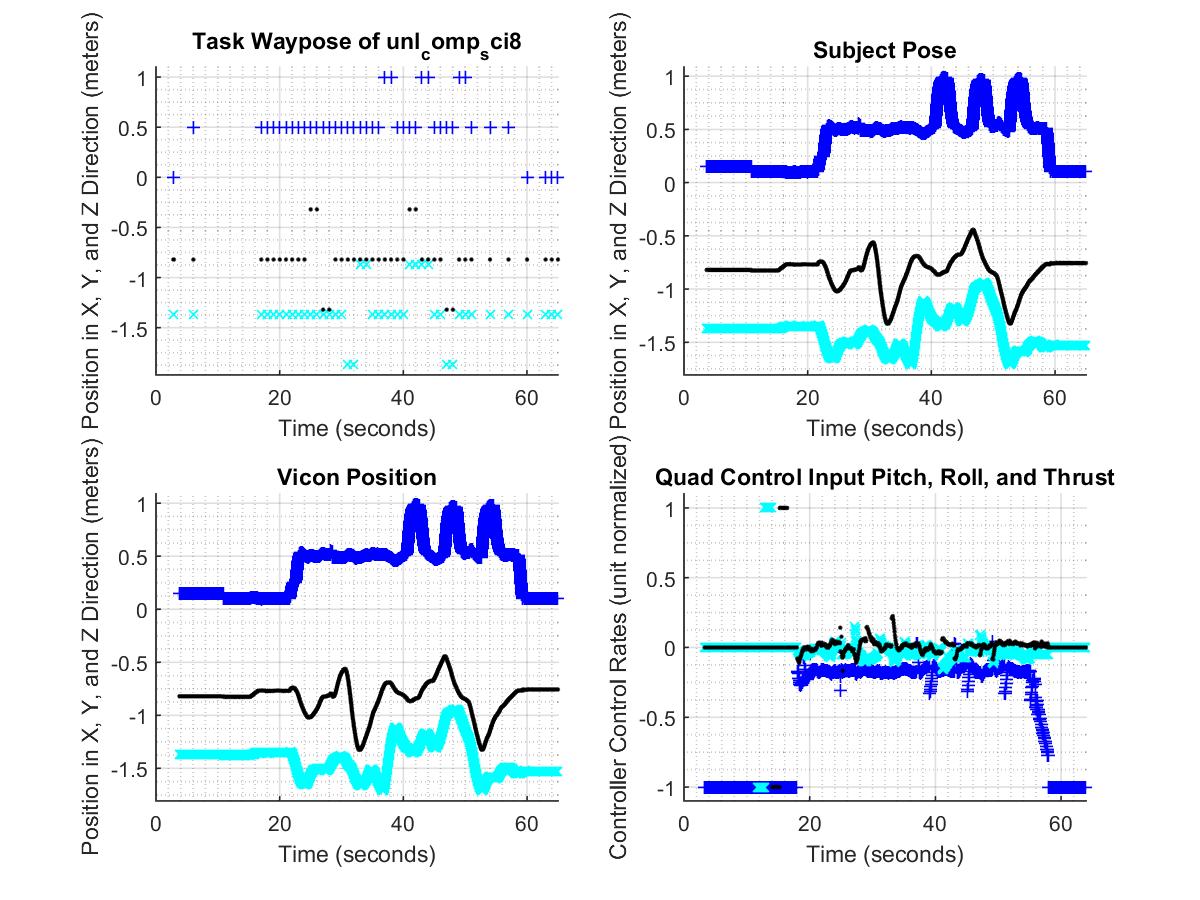 Task Waypose of unl_comp_sci8
Position in X, Y, and Z Direction (meters)
1
0.5
0
-0.5
-1
-1.5
0 20 40 60
Time (seconds)
Subject Pose
Position in X, Y, and Z Direction (meters)
1
0.5
0
-0.5
-1
-1.5
0 20 40 60
Time (seconds)
Vicon Position
Position in X, Y, and Z Direction (meters)
1
0.5
0
-0.5
-1
-1.5
0 20 40 60
Time (seconds)
Quad Control Input Pitch, Roll, and Thrust
Controller Control Rates (unit normalized)
1
0.5
0
-0.5
-1
0 20 40 60
Time (seconds)